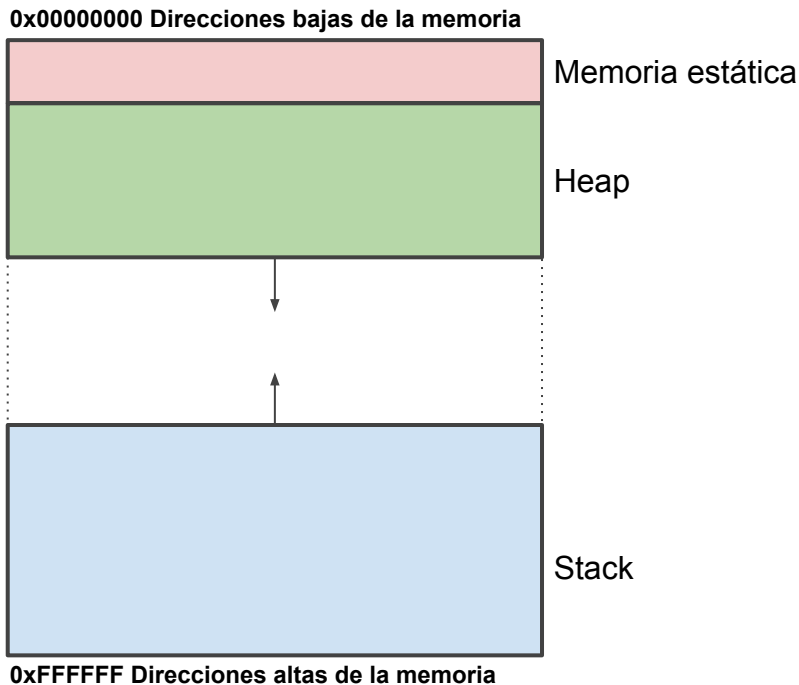 0x00000000 Direcciones bajas de la memoria
Memoria estática
Heap
Stack
0xFFFFFF Direcciones altas de la memoria